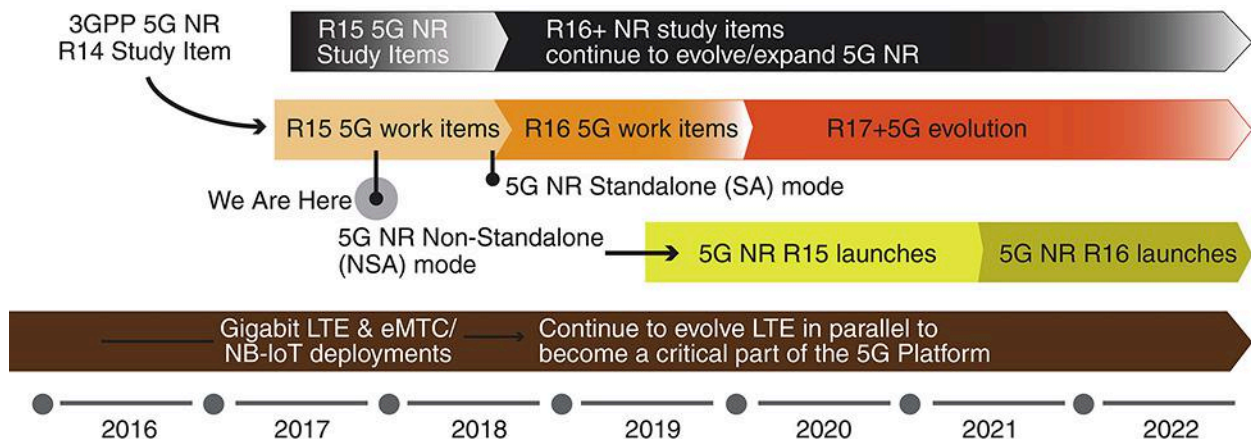 3GPP 5G NR
R14 Study Item
R15 5G NR
Study Items
R16+ NR study items
continue to evolve/expand 5G NR
R15 5G work items
R16 5G work items
R17+5G evolution
We Are Here
5G NR Standalone (SA) mode
5G NR Non-Standalone
(NSA) mode
5G NR R15 launches
5G NR R16 launches
Gigabit LTE & eMTC/
NB-IoT deployments
Continue to evolve LTE in parallel to
become a critical part of the 5G Platform
2016
2017
2018
2019
2020
2021
2022